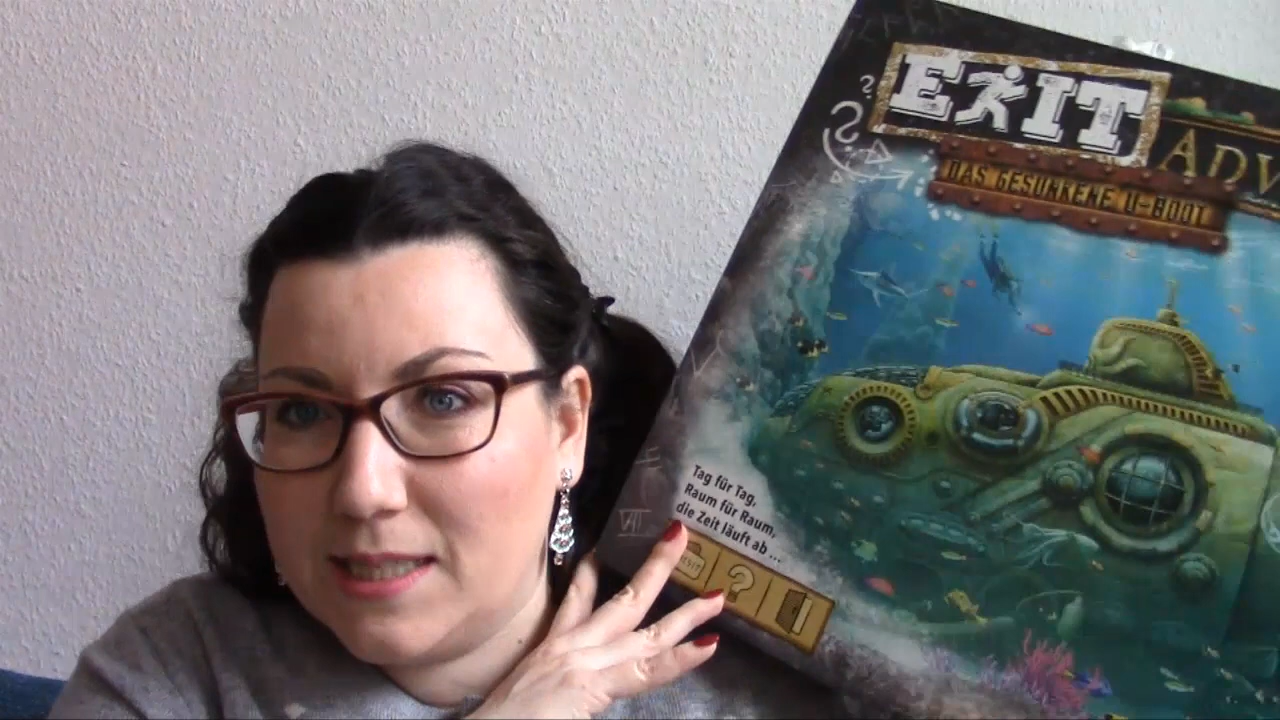 EXIT
ADV
DAS GESUNKENE U-BOOT
Tag für Tag,
Raum für Raum,
die Zeit läuft ab ...
?